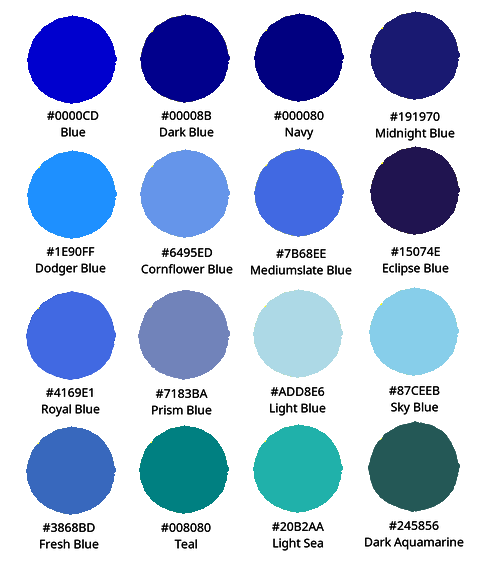 #0000CD #00008B #000080 #191970
Blue Dark Blue Navy Midnight Blue
#1E90FF #6495ED #7B68EE #15074E
Dodger Blue Cornflower Blue Mediumslate Blue Eclipse Blue
#4169E1 #7183BA #ADD8E6 #87CEEB
Royal Blue Prism Blue Light Blue Sky Blue
#3868BD #008080 #20B2AA #245856
Fresh Blue Teal Light Sea Dark Aquamarine